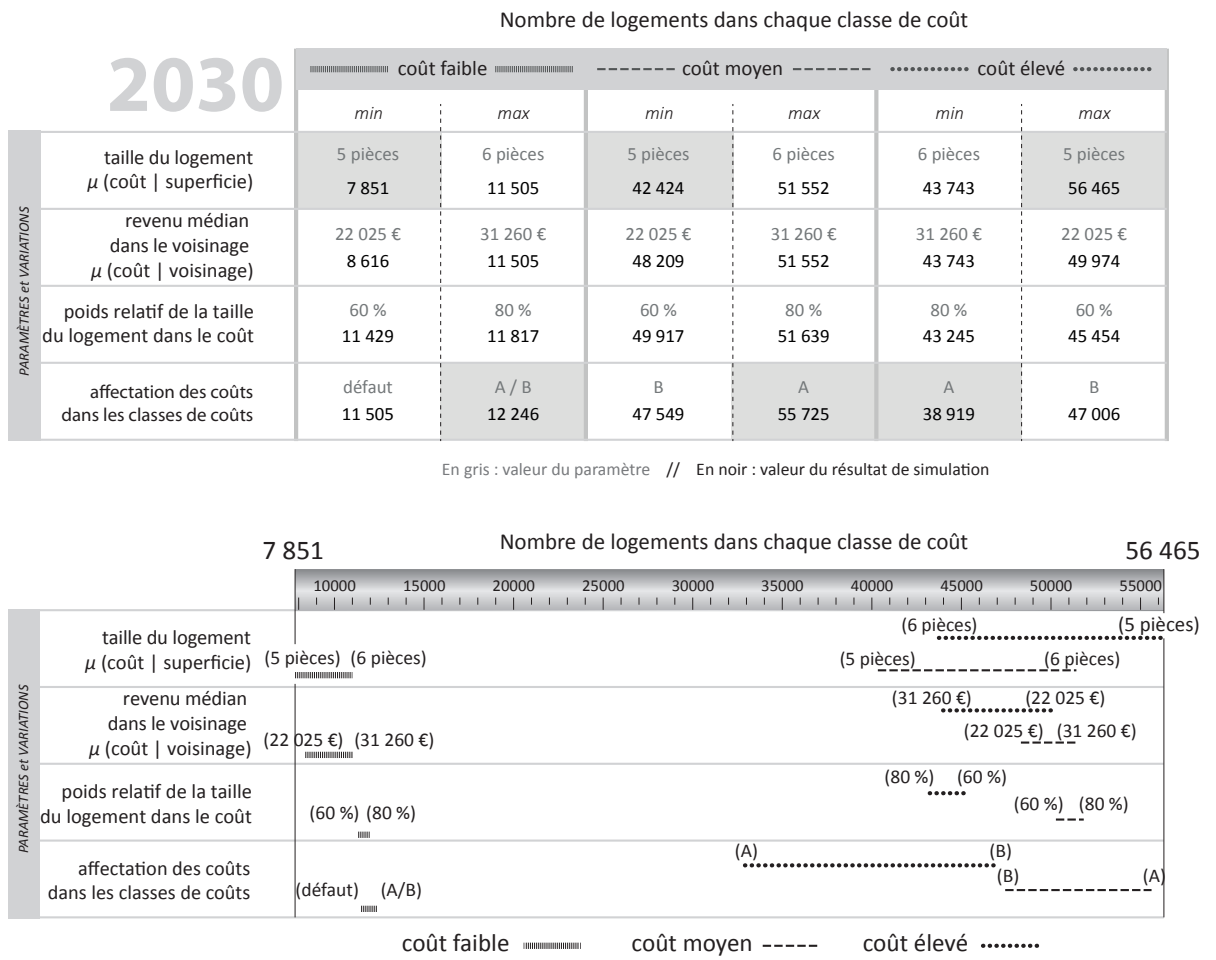 Nombre de logements dans chaque classe de coût
2030
coût faible coût moyen coût élevé
min max min max min max
PARAMÈTRES et VARIATIONS
taille du logement
µ (coût | superficie)
5 pièces 6 pièces 5 pièces 6 pièces 6 pièces 5 pièces
7 851 11 505 42 424 51 552 43 743 56 465
revenu médian
dans le voisinage
µ (coût | voisinage)
22 025 € 31 260 € 22 025 € 31 260 € 31 260 € 22 025 €
8 616 11 505 48 209 51 552 43 743 49 974
poids relatif de la taille
du logement dans le coût
60 % 80 % 60 % 80 % 80 % 60 %
11 429 11 817 49 917 51 639 43 245 45 454
affectation des coûts
dans les classes de coûts
défaut A / B B A A B
11 505 12 246 47 549 55 725 38 919 47 006
En gris : valeur du paramètre // En noir : valeur du résultat de simulation
Nombre de logements dans chaque classe de coût
7 851 56 465
10000 15000 20000 25000 30000 35000 40000 45000 50000 55000
PARAMÈTRES et VARIATIONS
taille du logement
µ (coût | superficie)
(6 pièces) (5 pièces)
(5 pièces) (6 pièces) (5 pièces) (6 pièces)
revenu médian
dans le voisinage
µ (coût | voisinage)
(31 260 €) (22 025 €)
(22 025 €) (31 260 €)
(22 025 €) (31 260 €)
poids relatif de la taille
du logement dans le coût
(80 %) (60 %)
(60 %) (80 %)
(60 %) (80 %)
affectation des coûts
dans les classes de coûts
(A) (B)
(B) (A)
(défaut) (A/B)
coût faible coût moyen coût élevé